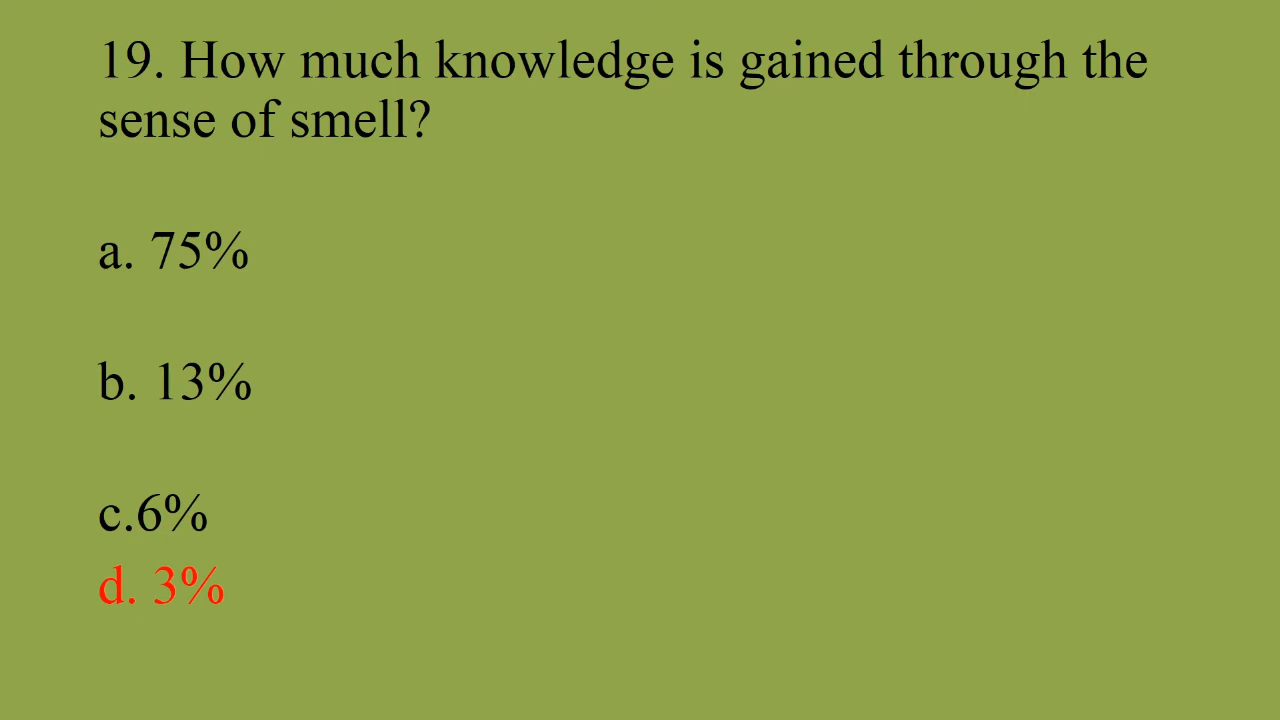 19. How much knowledge is gained through the
sense of smell?
a. 75%
b. 13%
c.6%
d. 3%